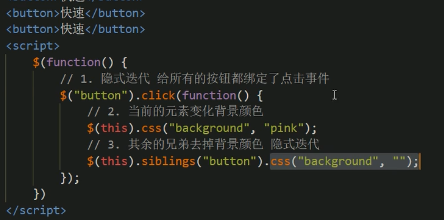 <button>快速</button>
<button>快速</button>
<script>
$(function() {
// 1. 隐式迭代 给所有的按钮都绑定了点击事件
$("button").click(function() {
// 2. 当前的元素变化背景颜色
$(this).css("background", "pink");
// 3. 其余的兄弟去掉背景颜色 隐式迭代
$(this).siblings("button").css("background", "");
});
})
</script>